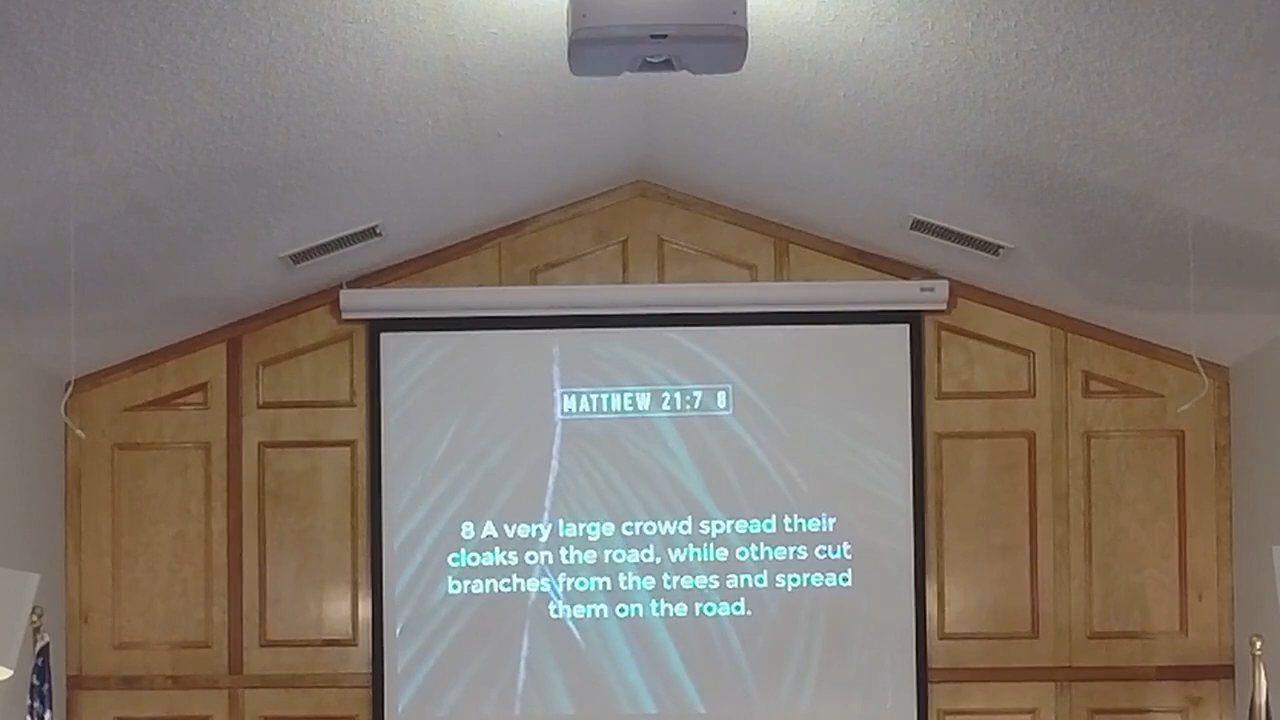 MATTHEW 21:7 8
8 A very large crowd spread their
cloaks on the road, while others cut
branches from the trees and spread
them on the road.